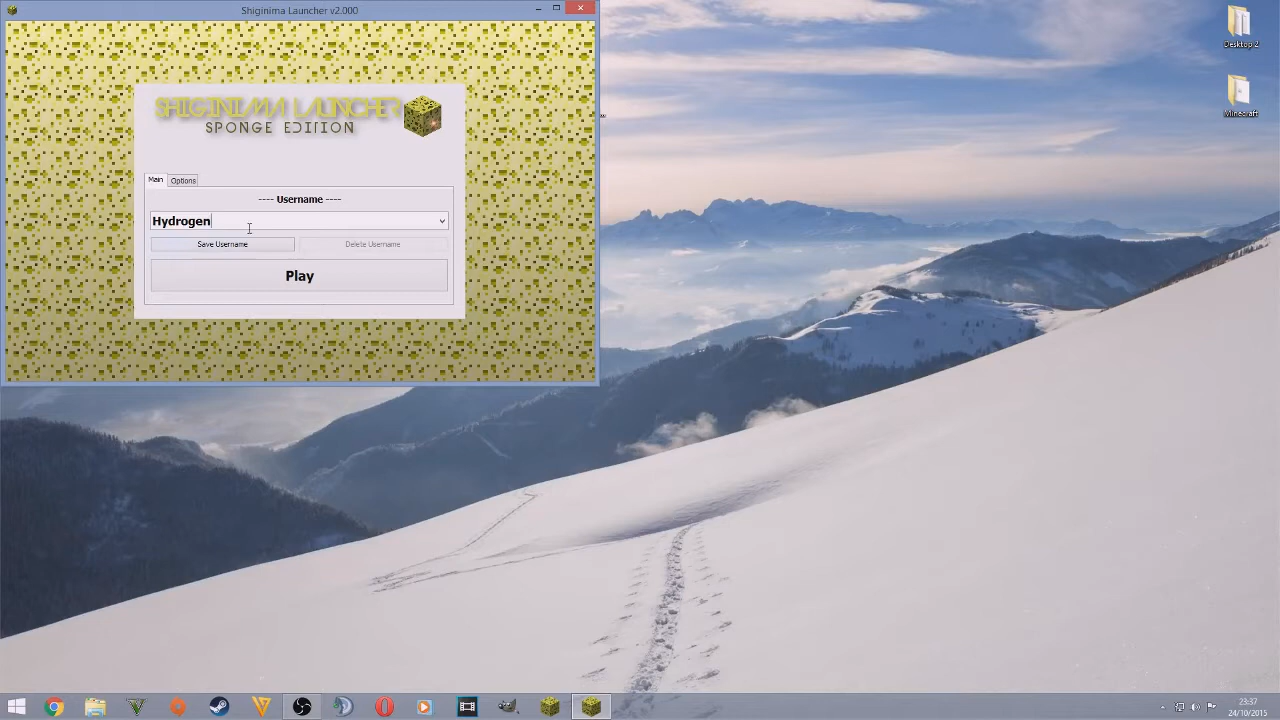 Shiginima Launcher v2.000
SHIGINIMA LAUNCHER
SPONGE EDITION
Main
Options
---- Username ----
Hydrogen
Save Username
Delete Username
Play
Desktop 2
Minecraft
23:37
24/10/2015